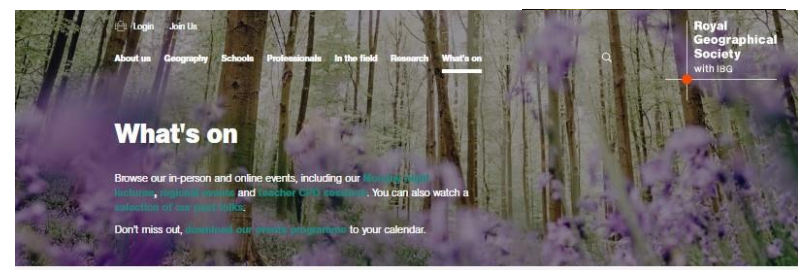 Login Join Us
Royal
Geographical
Society
with IBG
About us Geography Schools Professionals In the field Research What's on
What's on
Browse our in-person and online events, including our Monday night
lectures, regional events and teacher CPD sessions. You can also watch a
selection of our past talks.
Don't miss out, download our events programme to your calendar.